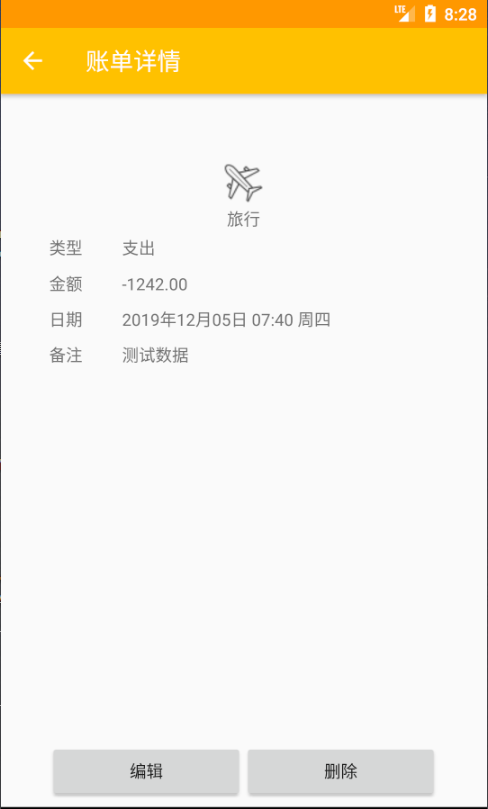 LTE 8:28
账单详情
旅行
类型 支出
金额 -1242.00
日期 2019年12月05日 07:40 周四
备注 测试数据
编辑 删除